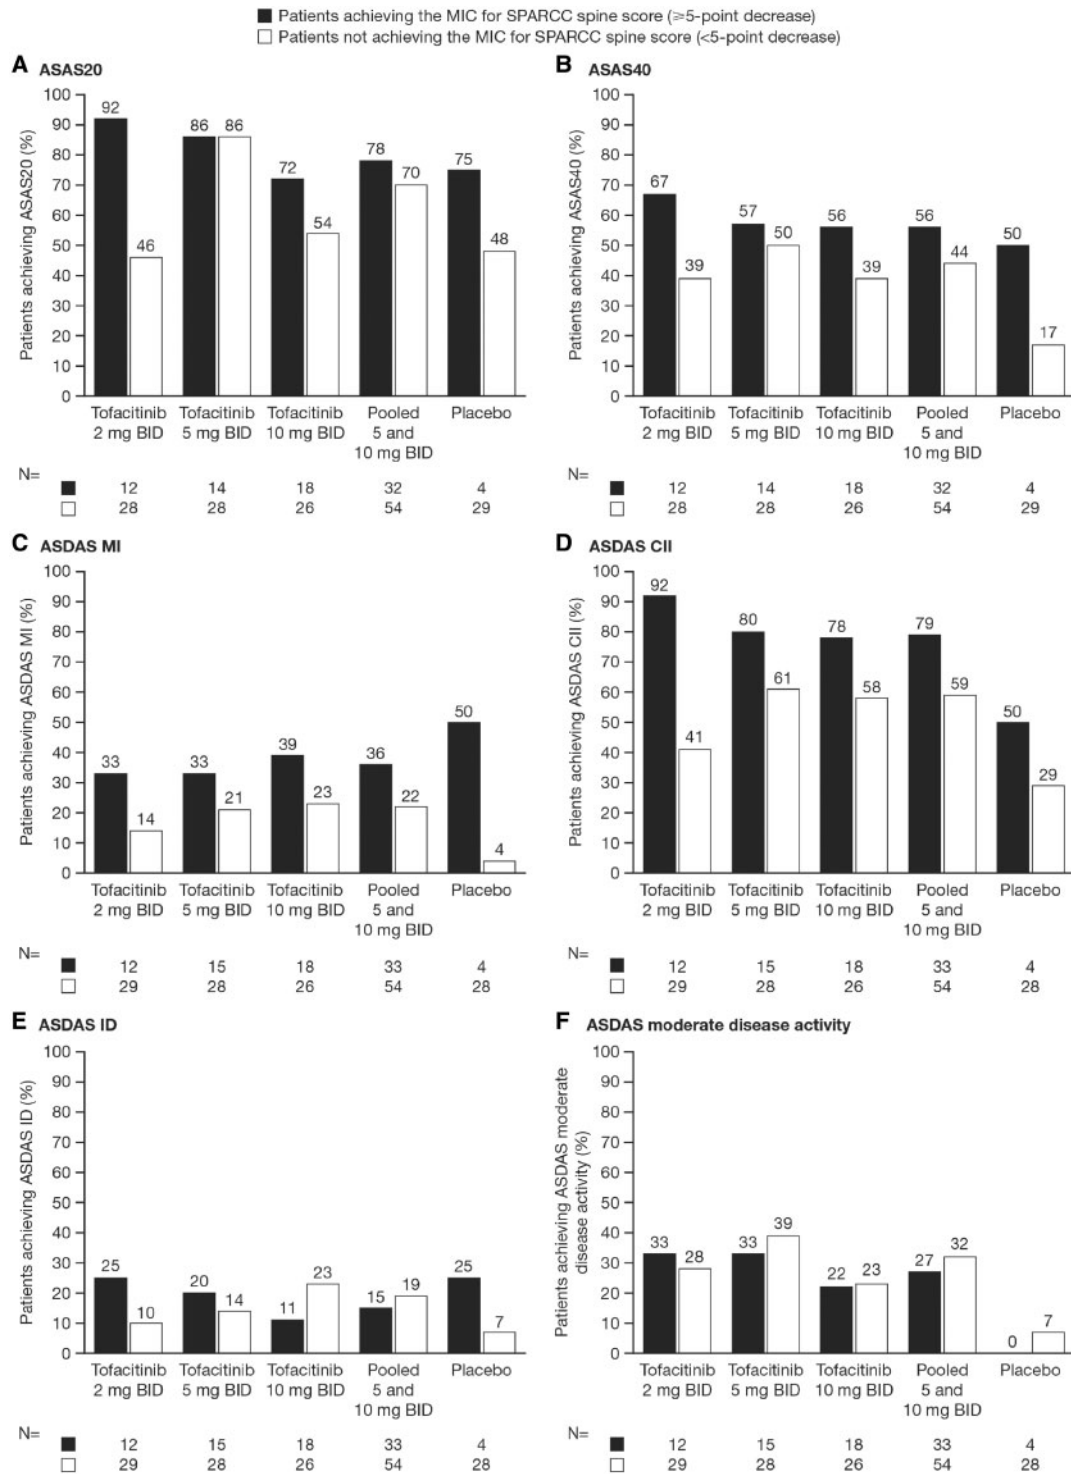 Patients achieving the MIC for SPARCC spine score (≥5-point decrease)
Patients not achieving the MIC for SPARCC spine score (<5-point decrease)
A ASAS20
Patients achieving ASAS20 (%)
100
90
80
70
60
50
40
30
20
10
0
92 46 86 86 72 54 78 70 75 48
Tofacitinib Tofacitinib Tofacitinib Pooled Placebo
2 mg BID 5 mg BID 10 mg BID 5 and
10 mg BID
N=
12 14 18 32 4
28 28 26 54 29
B ASAS40
Patients achieving ASAS40 (%)
100
90
80
70
60
50
40
30
20
10
0
67 39 57 50 56 39 56 44 50 17
Tofacitinib Tofacitinib Tofacitinib Pooled Placebo
2 mg BID 5 mg BID 10 mg BID 5 and
10 mg BID
N=
12 14 18 32 4
28 28 26 54 29
C ASDAS MI
Patients achieving ASDAS MI (%)
100
90
80
70
60
50
40
30
20
10
0
33 14 33 21 39 23 36 22 50 4
Tofacitinib Tofacitinib Tofacitinib Pooled Placebo
2 mg BID 5 mg BID 10 mg BID 5 and
10 mg BID
N=
12 15 18 33 4
29 28 26 54 28
D ASDAS CII
Patients achieving ASDAS CII (%)
100
90
80
70
60
50
40
30
20
10
0
92 41 80 61 78 58 79 59 50 29
Tofacitinib Tofacitinib Tofacitinib Pooled Placebo
2 mg BID 5 mg BID 10 mg BID 5 and
10 mg BID
N=
12 15 18 33 4
29 28 26 54 28
E ASDAS ID
Patients achieving ASDAS ID (%)
100
90
80
70
60
50
40
30
20
10
0
25 10 20 14 11 23 15 19 25 7
Tofacitinib Tofacitinib Tofacitinib Pooled Placebo
2 mg BID 5 mg BID 10 mg BID 5 and
10 mg BID
N=
12 15 18 33 4
29 28 26 54 28
F ASDAS moderate disease activity
Patients achieving ASDAS moderate
disease activity (%)
100
90
80
70
60
50
40
30
20
10
0
33 28 33 39 22 23 27 32 0 7
Tofacitinib Tofacitinib Tofacitinib Pooled Placebo
2 mg BID 5 mg BID 10 mg BID 5 and
10 mg BID
N=
12 15 18 33 4
29 28 26 54 28